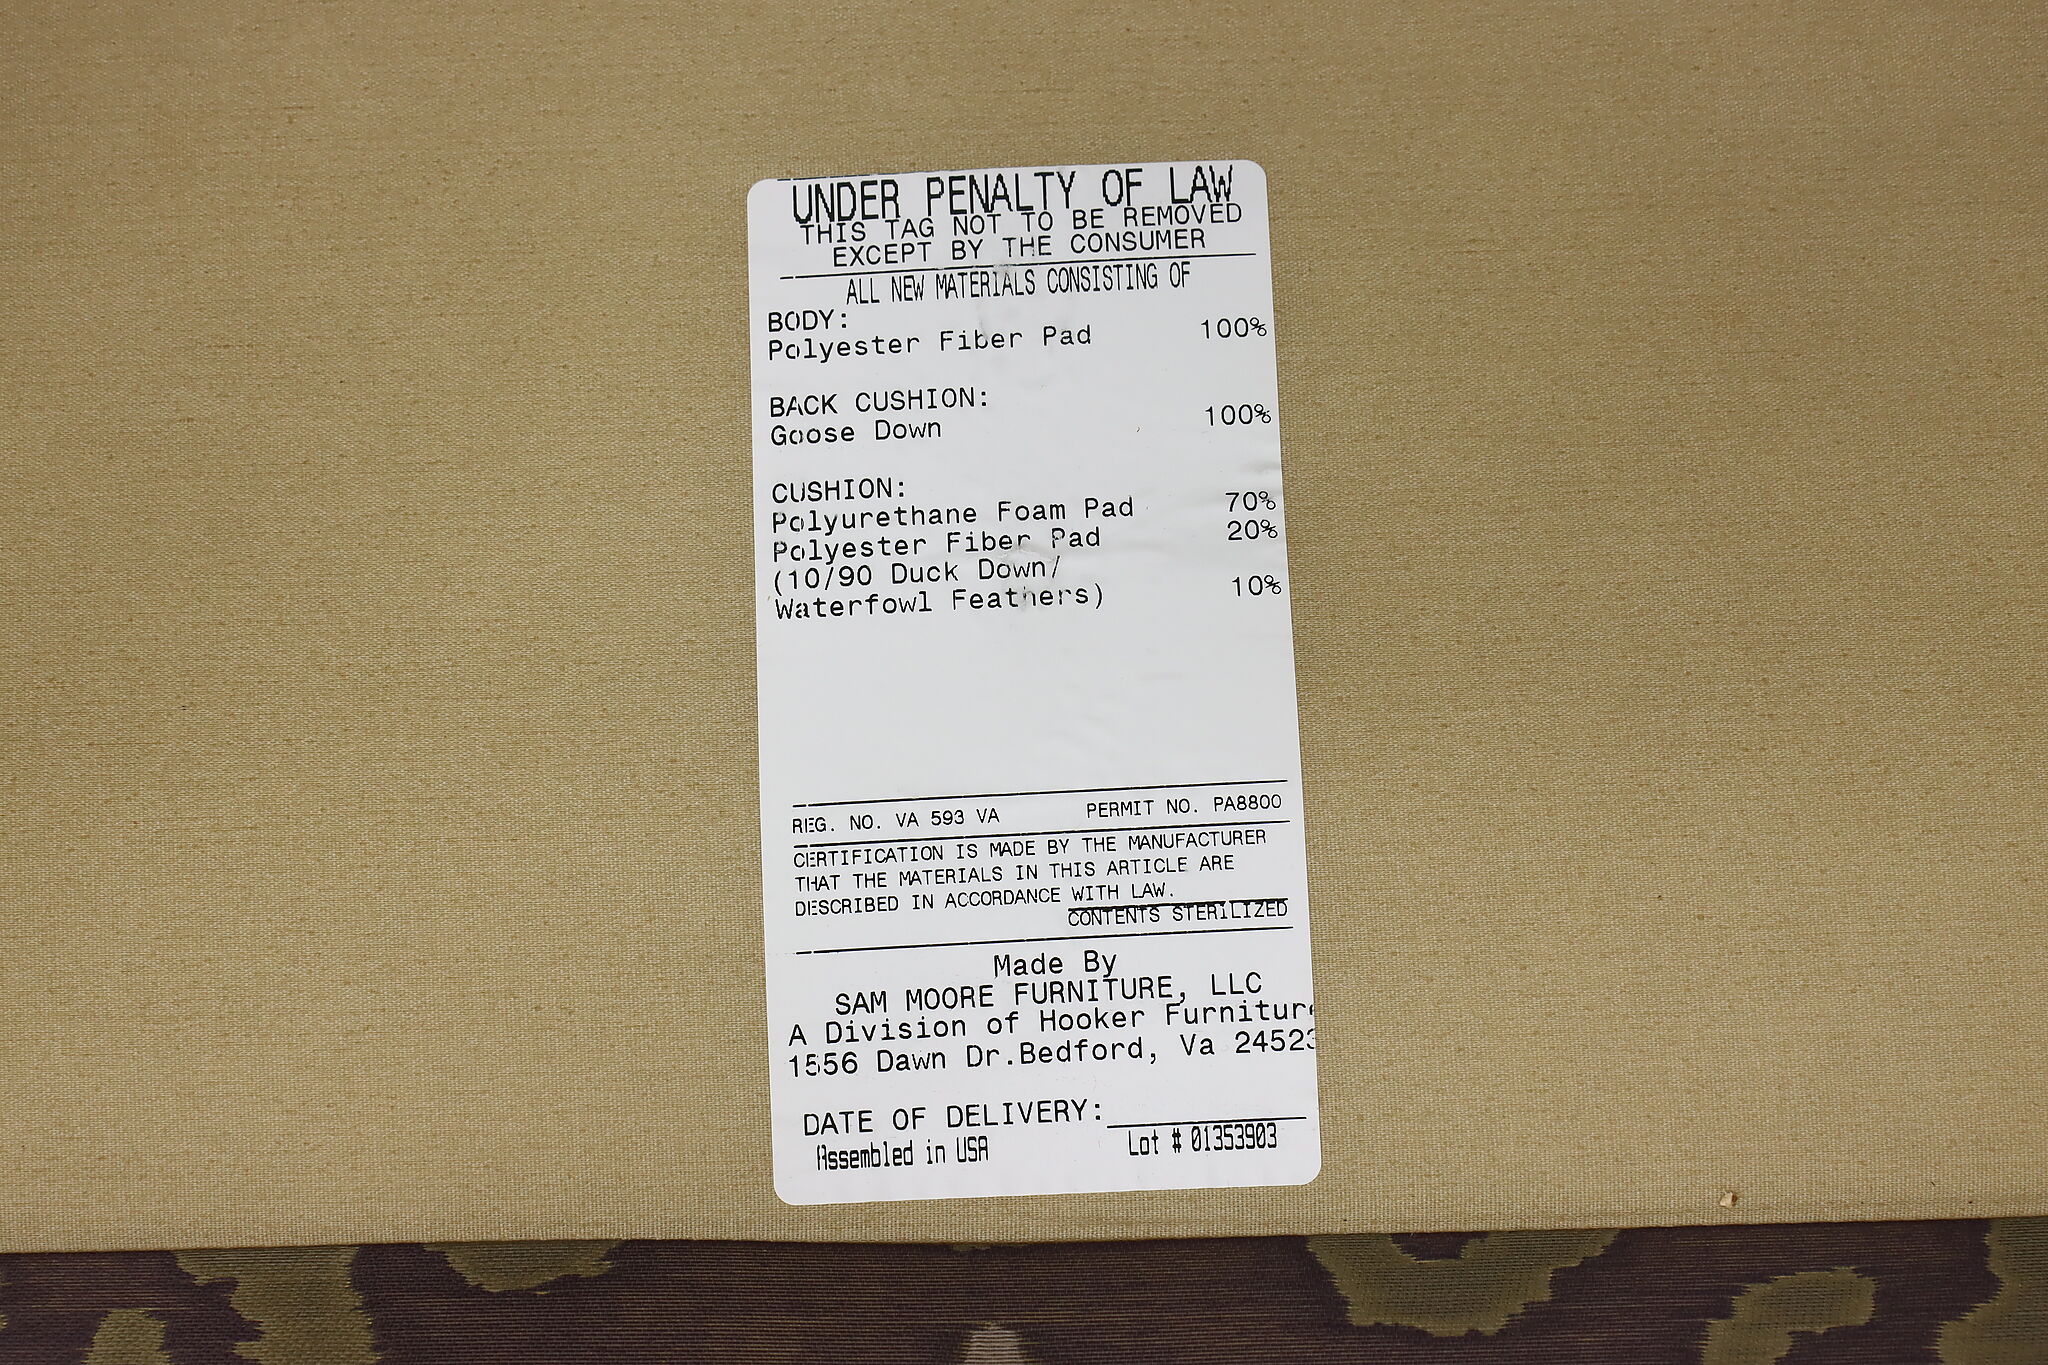 UNDER PENALTY OF LAW
THIS TAG NOT TO BE REMOVED
EXCEPT BY THE CONSUMER
ALL NEW MATERIALS CONSISTING OF
BODY:
Polyester Fiber Pad 100%
BACK CUSHION:
Goose Down 100%
CUSHION:
Polyurethane Foam Pad 70%
Polyester Fiber Pad 20%
(10/90 Duck Down/
Waterfowl Feathers) 10%
REG. NO. VA 593 VA PERMIT NO. PA8800
CERTIFICATION IS MADE BY THE MANUFACTURER
THAT THE MATERIALS IN THIS ARTICLE ARE
DESCRIBED IN ACCORDANCE WITH LAW.
CONTENTS STERILIZED
Made By
SAM MOORE FURNITURE, LLC
A Division of Hooker Furniture
1556 Dawn Dr.Bedford, Va 24523
DATE OF DELIVERY:
Assembled in USA Lot # 01353903